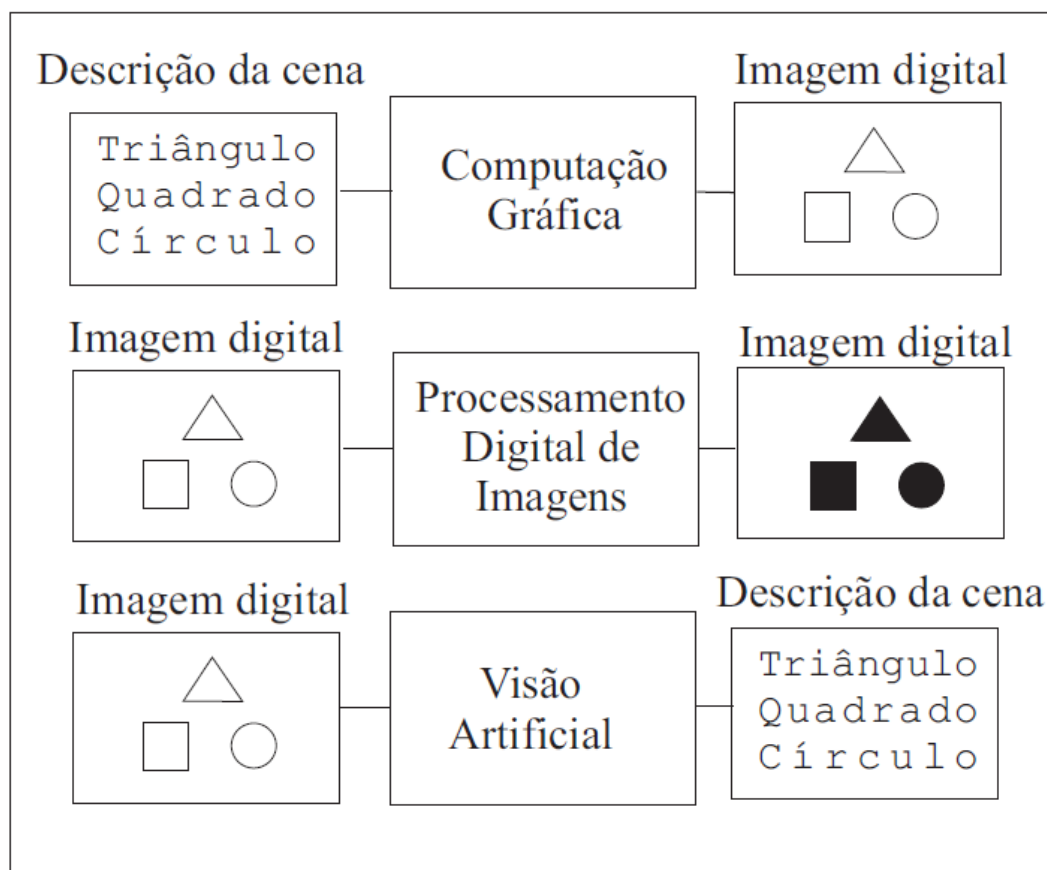 Descrição da cena
Imagem digital
Triângulo
Quadrado
Círculo
Computação
Gráfica
Imagem digital
Imagem digital
Processamento
Digital de
Imagens
Imagem digital
Descrição da cena
Visão
Artificial
Triângulo
Quadrado
Círculo